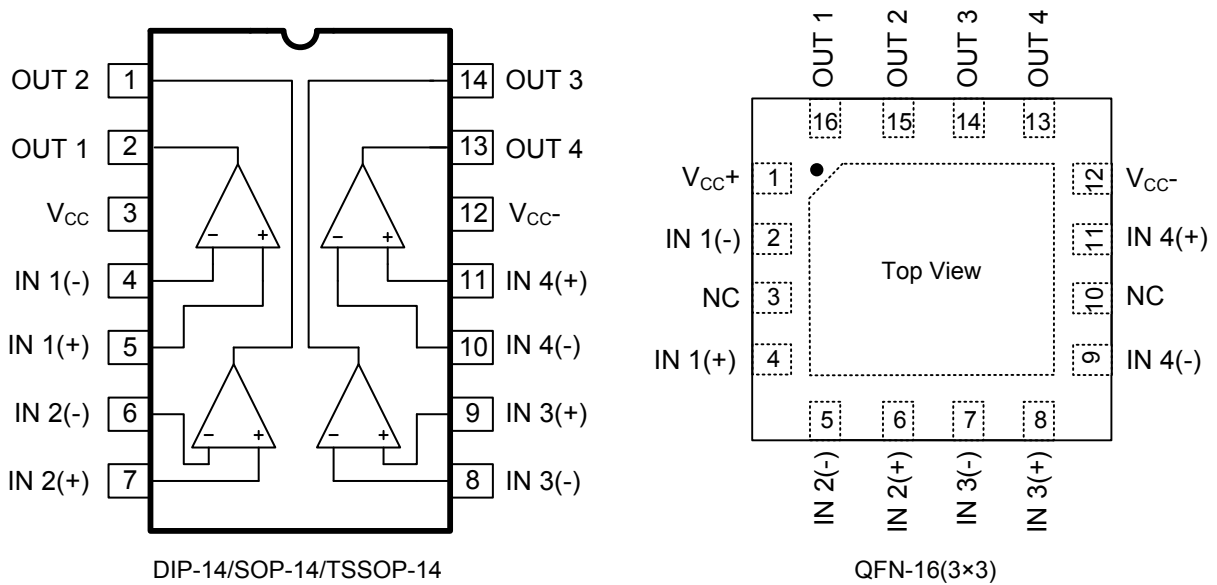 OUT 2 1
14 OUT 3
OUT 1 2
13 OUT 4
VCC 3
12 VCC-
- +
- +
IN 1(-) 4
11 IN 4(+)
IN 1(+) 5
10 IN 4(-)
IN 2(-) 6
9 IN 3(+)
- +
- +
IN 2(+) 7
8 IN 3(-)
DIP-14/SOP-14/TSSOP-14
OUT 1
OUT 2
OUT 3
OUT 4
16 15 14 13
VCC+ 1
12 VCC-
IN 1(-) 2
11 IN 4(+)
NC 3
10 NC
IN 1(+) 4
9 IN 4(-)
Top View
5 6 7 8
IN 2(-)
IN 2(+)
IN 3(-)
IN 3(+)
QFN-16(3×3)